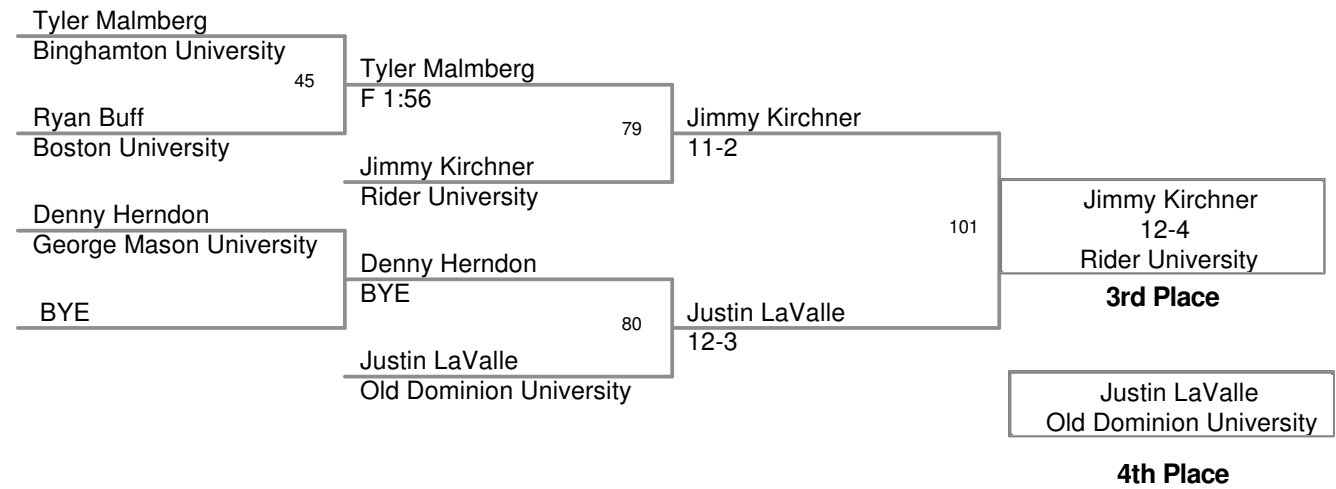 Tyler Malmberg
Binghamton University
45
Ryan Buff
Boston University
Denny Herndon
George Mason University
BYE
Tyler Malmberg
F 1:56
79
Jimmy Kirchner
Rider University
Denny Herndon
BYE
80
Justin LaValle
Old Dominion University
Jimmy Kirchner
11-2
101
Justin LaValle
12-3
Jimmy Kirchner
12-4
Rider University
3rd Place
Justin LaValle
Old Dominion University
4th Place